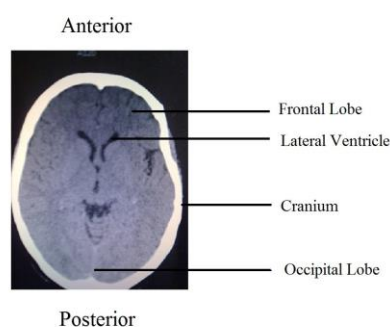 Anterior
Frontal Lobe
Lateral Ventricle
Cranium
Occipital Lobe
Posterior